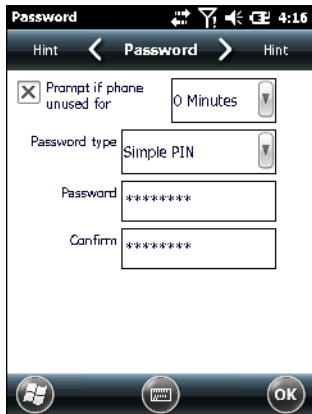 Password 4:16
Hint Password Hint
Prompt if phone
unused for
0 Minutes
Password type
Simple PIN
Password ********
Confirm ********
OK